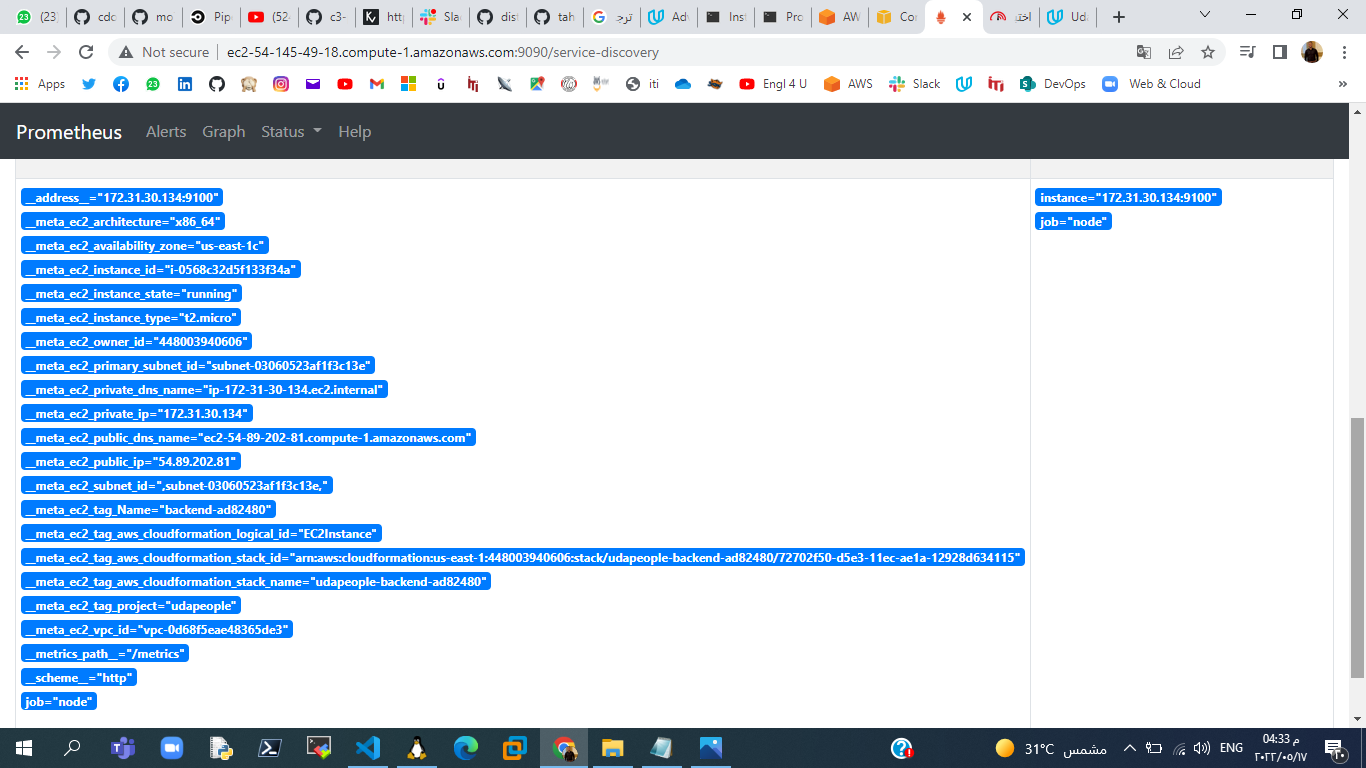 (23)
cdo
mo
Pip
(52
c3-
http
Sla
dist
tah
ترج
Adv
Inst
Pro
AW
Cor
اختب
Uda
Not secure ec2-54-145-49-18.compute-1.amazonaws.com:9090/service-discovery
Apps 23 iti Engl 4 U AWS Slack DevOps Web & Cloud »
Prometheus Alerts Graph Status Help
__address__="172.31.30.134:9100" instance="172.31.30.134:9100"
__meta_ec2_architecture="x86_64" job="node"
__meta_ec2_availability_zone="us-east-1c"
__meta_ec2_instance_id="i-0568c32d5f133f34a"
__meta_ec2_instance_state="running"
__meta_ec2_instance_type="t2.micro"
__meta_ec2_owner_id="448003940606"
__meta_ec2_primary_subnet_id="subnet-03060523af1f3c13e"
__meta_ec2_private_dns_name="ip-172-31-30-134.ec2.internal"
__meta_ec2_private_ip="172.31.30.134"
__meta_ec2_public_dns_name="ec2-54-89-202-81.compute-1.amazonaws.com"
__meta_ec2_public_ip="54.89.202.81"
__meta_ec2_subnet_id=",subnet-03060523af1f3c13e,"
__meta_ec2_tag_Name="backend-ad82480"
__meta_ec2_tag_aws_cloudformation_logical_id="EC2Instance"
__meta_ec2_tag_aws_cloudformation_stack_id="arn:aws:cloudformation:us-east-1:448003940606:stack/udapeople-backend-ad82480/72702f50-d5e3-11ec-ae1a-12928d634115"
__meta_ec2_tag_aws_cloudformation_stack_name="udapeople-backend-ad82480"
__meta_ec2_tag_project="udapeople"
__meta_ec2_vpc_id="vpc-0d68f5eae48365de3"
__metrics_path__="/metrics"
__scheme__="http"
job="node"
31°C مشمس ENG 04:33 م
٢٠٢٢/٠٥/١٧